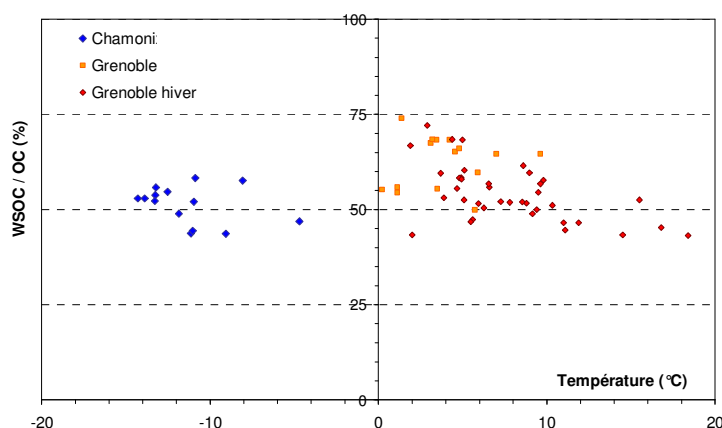 100
Chamoni
Grenoble
Grenoble hiver
75
WSOC / OC (%)
50
25
Température (°C)
0
-20
-10
0
10
20